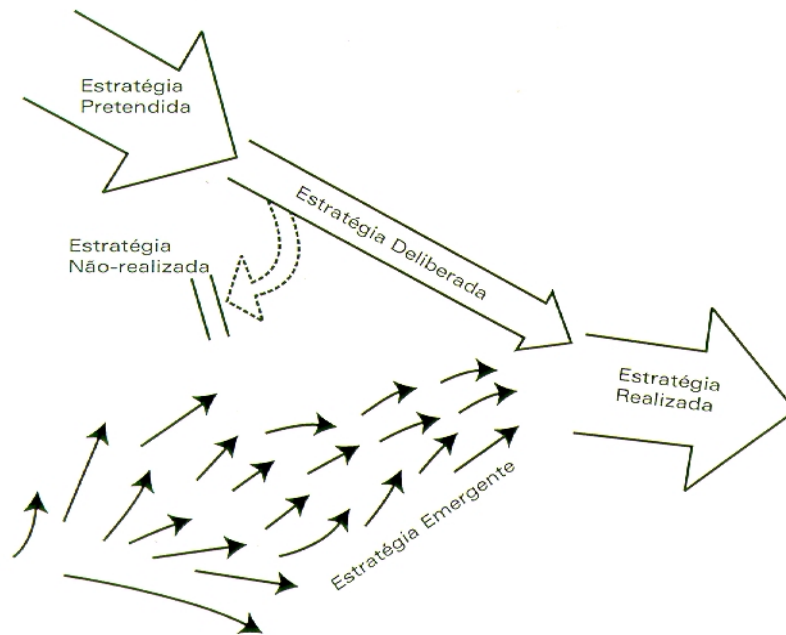 Estratégia
Pretendida
Estratégia Deliberada
Estratégia
Não-realizada
Estratégia
Realizada
Estratégia Emergente